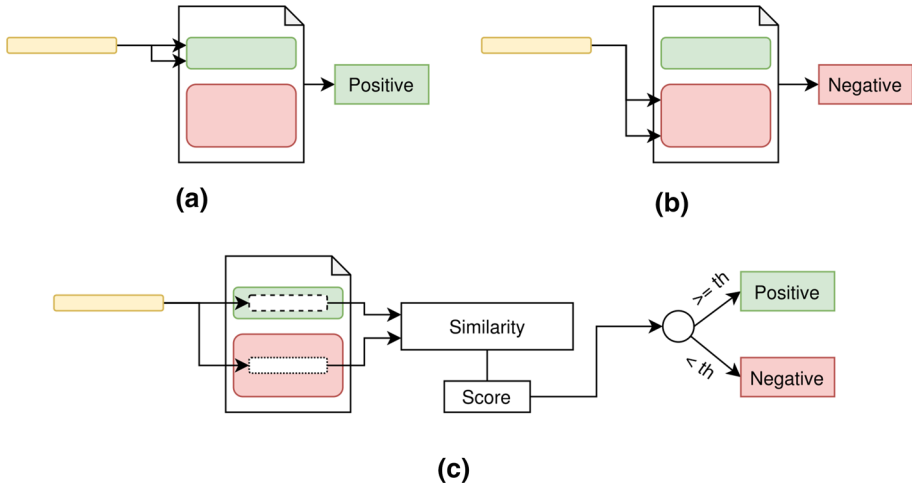 Positive
Negative
(a)
(b)
Similarity
Score
>= th
< th
Positive
Negative
(c)